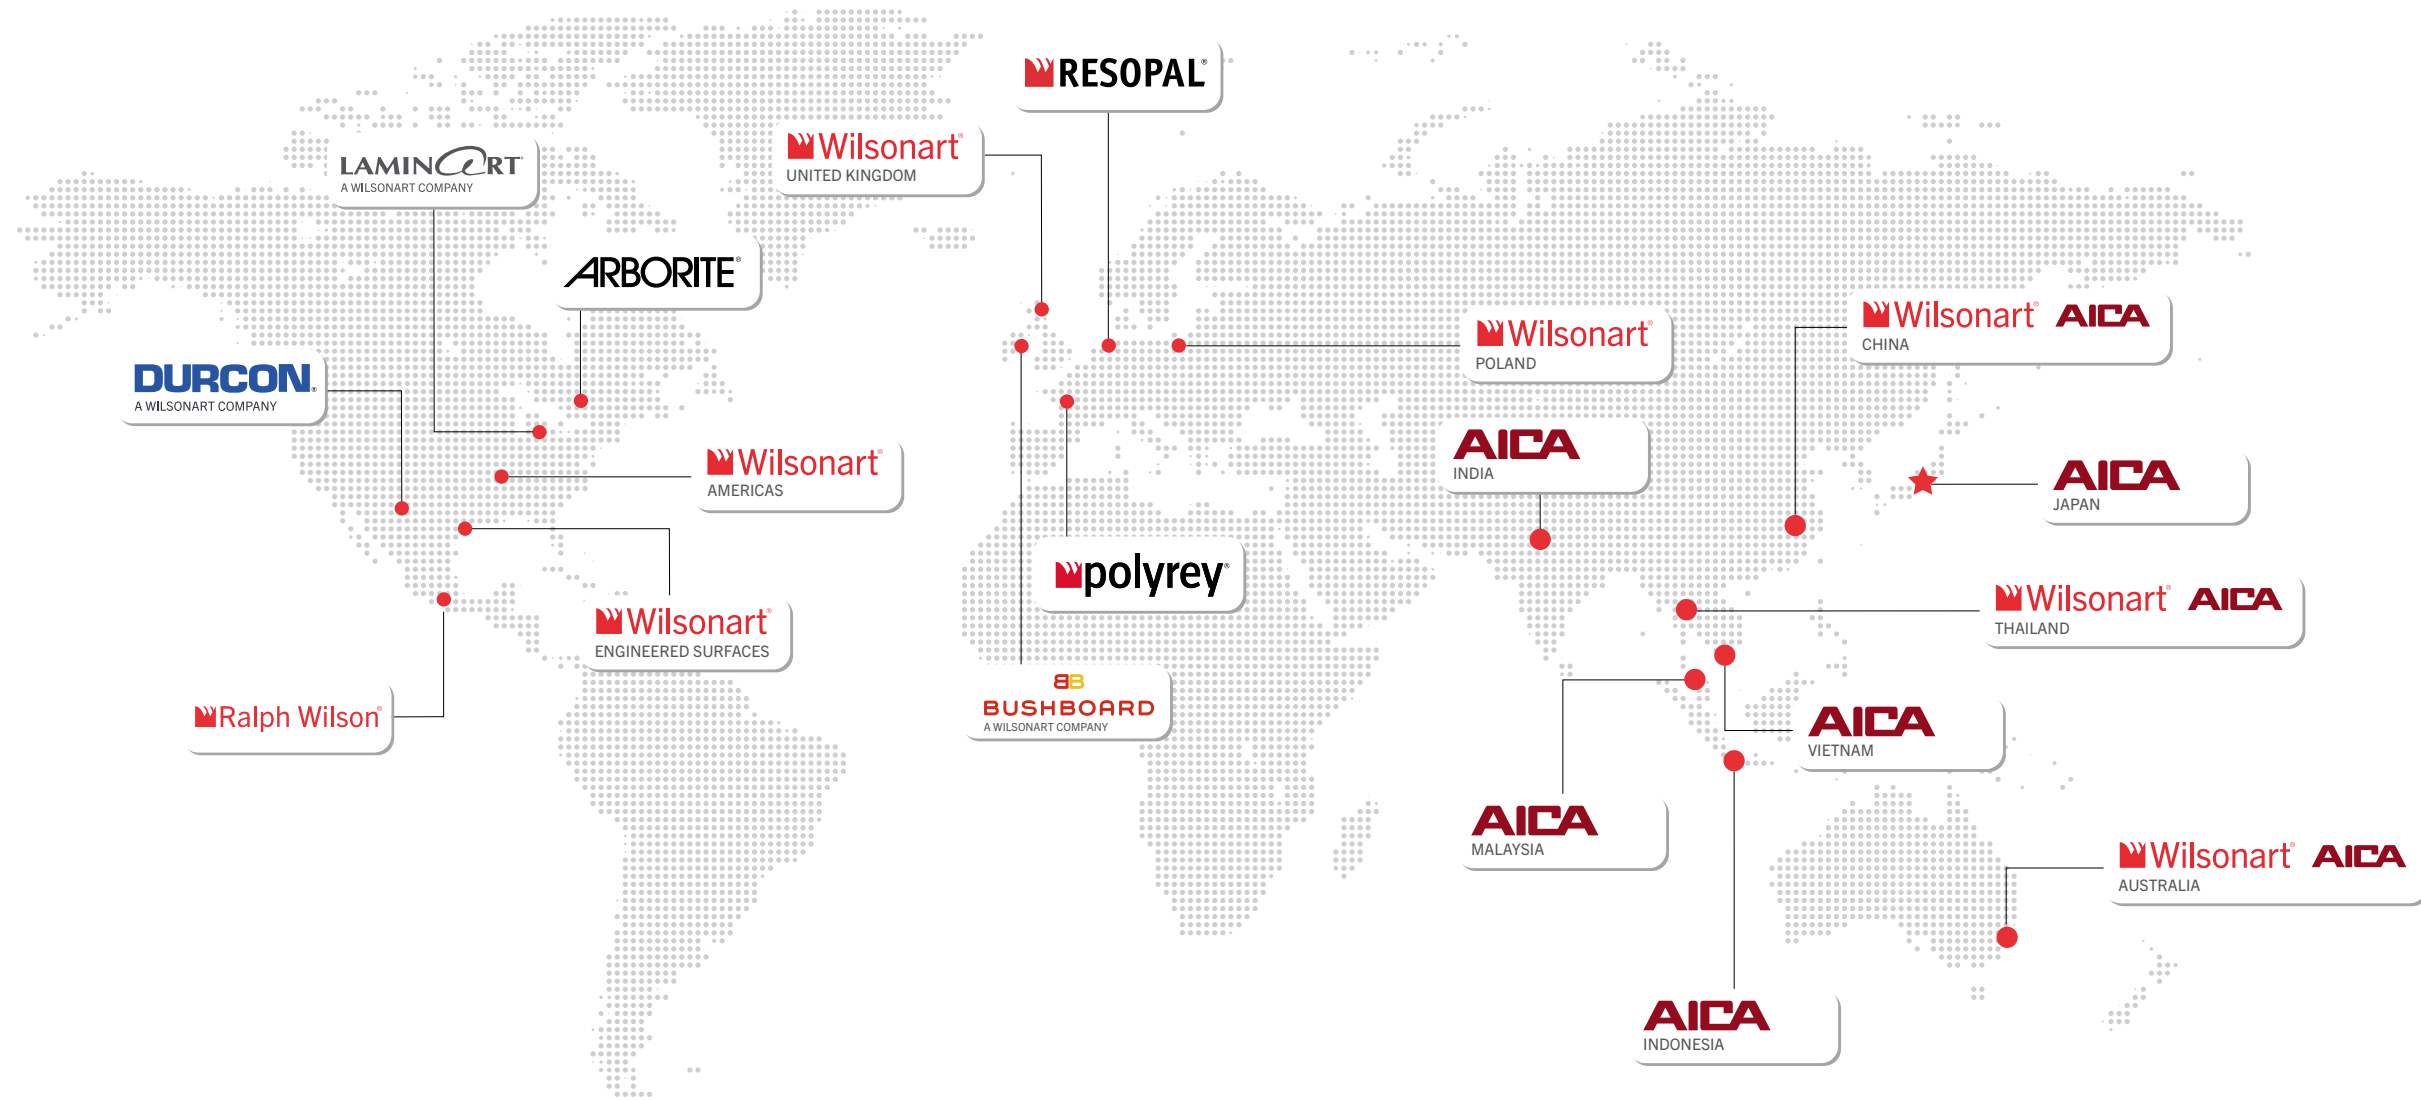 RESOPAL®
Wilsonart®
UNITED KINGDOM
LAMINART®
A WILSONART COMPANY
ARBORITE®
Wilsonart® AICA
CHINA
Wilsonart®
POLAND
DURCON®
A WILSONART COMPANY
Wilsonart®
AMERICAS
AICA
INDIA
AICA
JAPAN
polyrey®
Wilsonart® AICA
THAILAND
Wilsonart®
ENGINEERED SURFACES
Ralph Wilson®
BB
BUSHBOARD
A WILSONART COMPANY
AICA
VIETNAM
AICA
MALAYSIA
Wilsonart® AICA
AUSTRALIA
AICA
INDONESIA